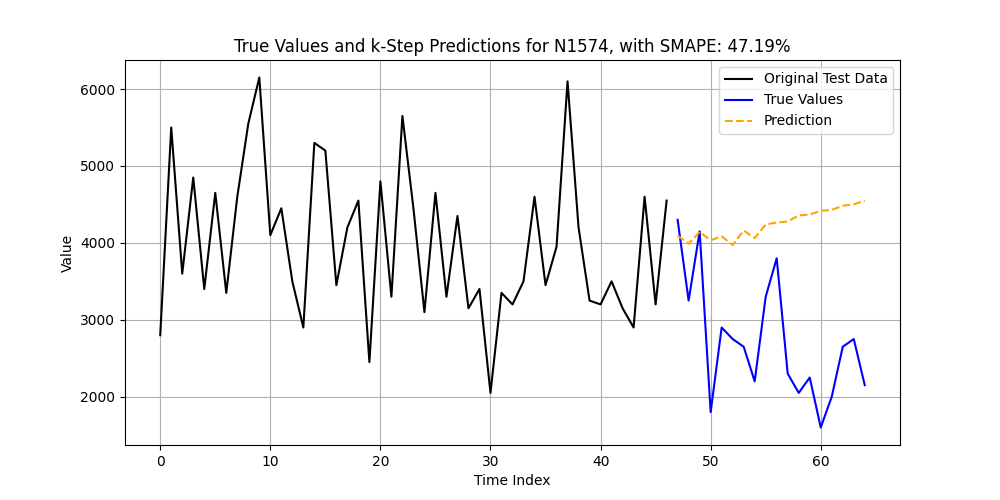 True Values and k-Step Predictions for N1574, with SMAPE: 47.19%
Original Test Data
True Values
Prediction
6000
5000
4000
3000
2000
Value
0 10 20 30 40 50 60
Time Index